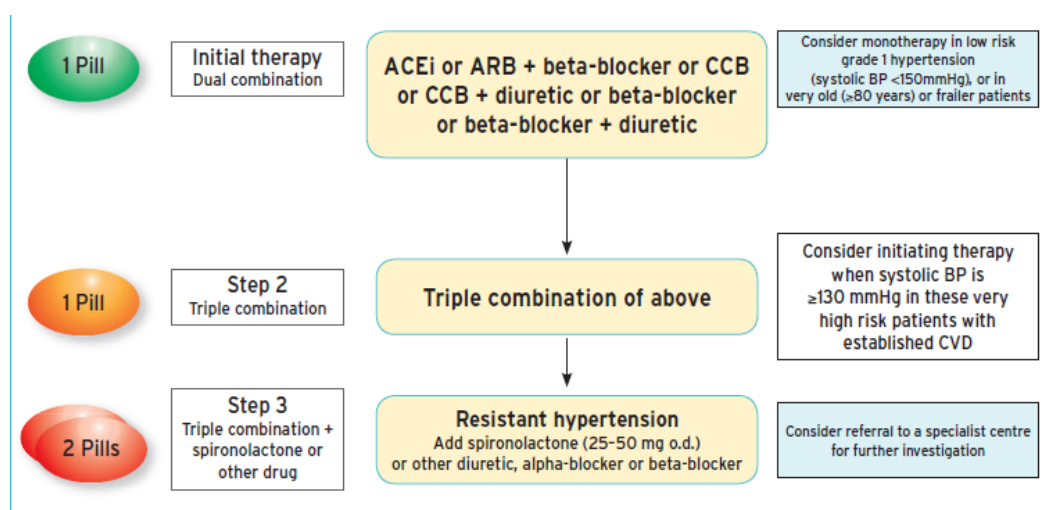 1 Pill
Initial therapy
Dual combination
ACEi or ARB + beta-blocker or CCB
or CCB + diuretic or beta-blocker
or beta-blocker + diuretic
Consider monotherapy in low risk
grade 1 hypertension
(systolic BP <150mmHg), or in
very old (≥80 years) or frailer patients
1 Pill
Step 2
Triple combination
Triple combination of above
Consider initiating therapy
when systolic BP is
≥130 mmHg in these very
high risk patients with
established CVD
2 Pills
Step 3
Triple combination +
spironolactone or
other drug
Resistant hypertension
Add spironolactone (25–50 mg o.d.)
or other diuretic, alpha-blocker or beta-blocker
Consider referral to a specialist centre
for further investigation